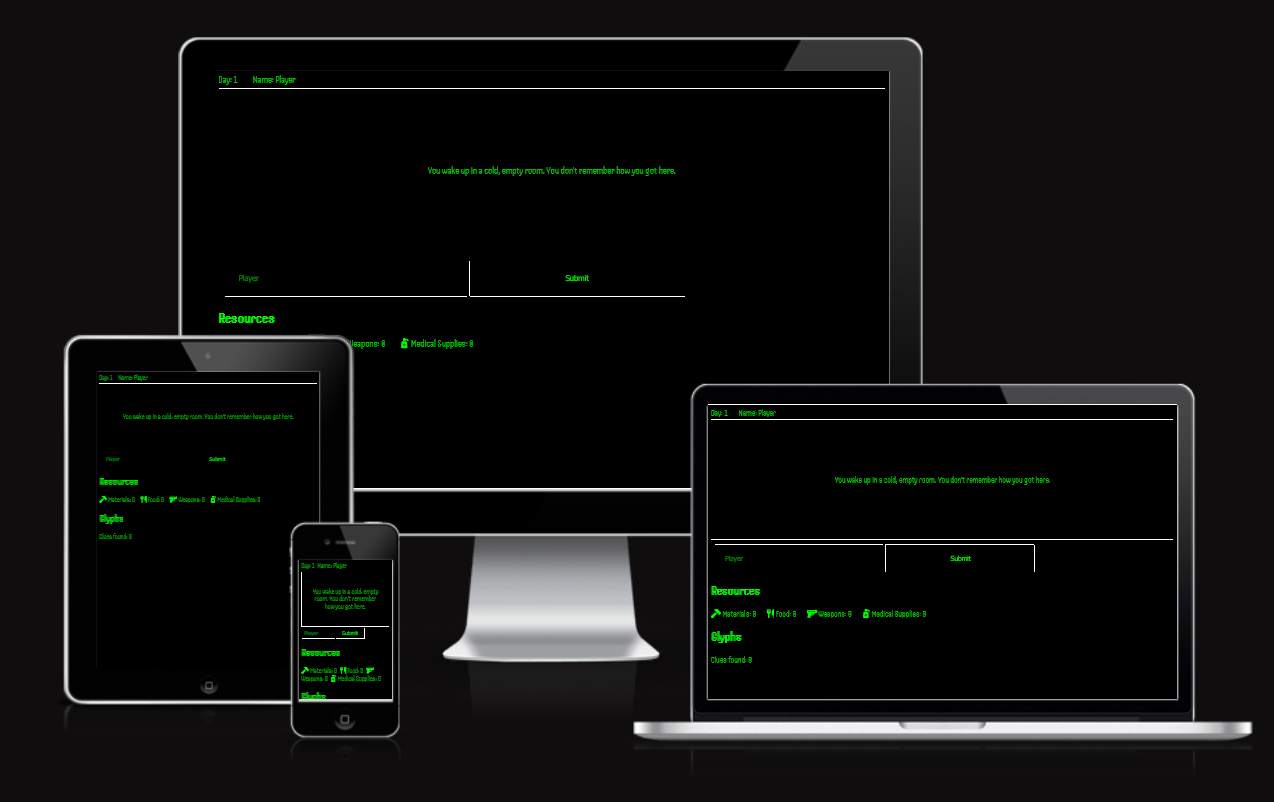 Day: 1 Name: Player
You wake up in a cold, empty room. You don't remember how you got here.
Player Submit
Resources
Weapons: 0 Medical Supplies: 0
Day: 1 Name: Player
You wake up in a cold, empty room. You don't remember how you got here.
Player Submit
Resources
Materials: 0 Food: 0 Weapons: 0 Medical Supplies: 0
Glyphs
Clues found: 0
Day: 1 Name: Player
You wake up in a cold, empty
room. You don't remember
how you got here.
Player Submit
Resources
Materials: 0 Food: 0
Weapons: 0 Medical Supplies: 0
Glyphs
Day: 1 Name: Player
You wake up in a cold, empty room. You don't remember how you got here.
Player Submit
Resources
Materials: 0 Food: 0 Weapons: 0 Medical Supplies: 0
Glyphs
Clues found: 0